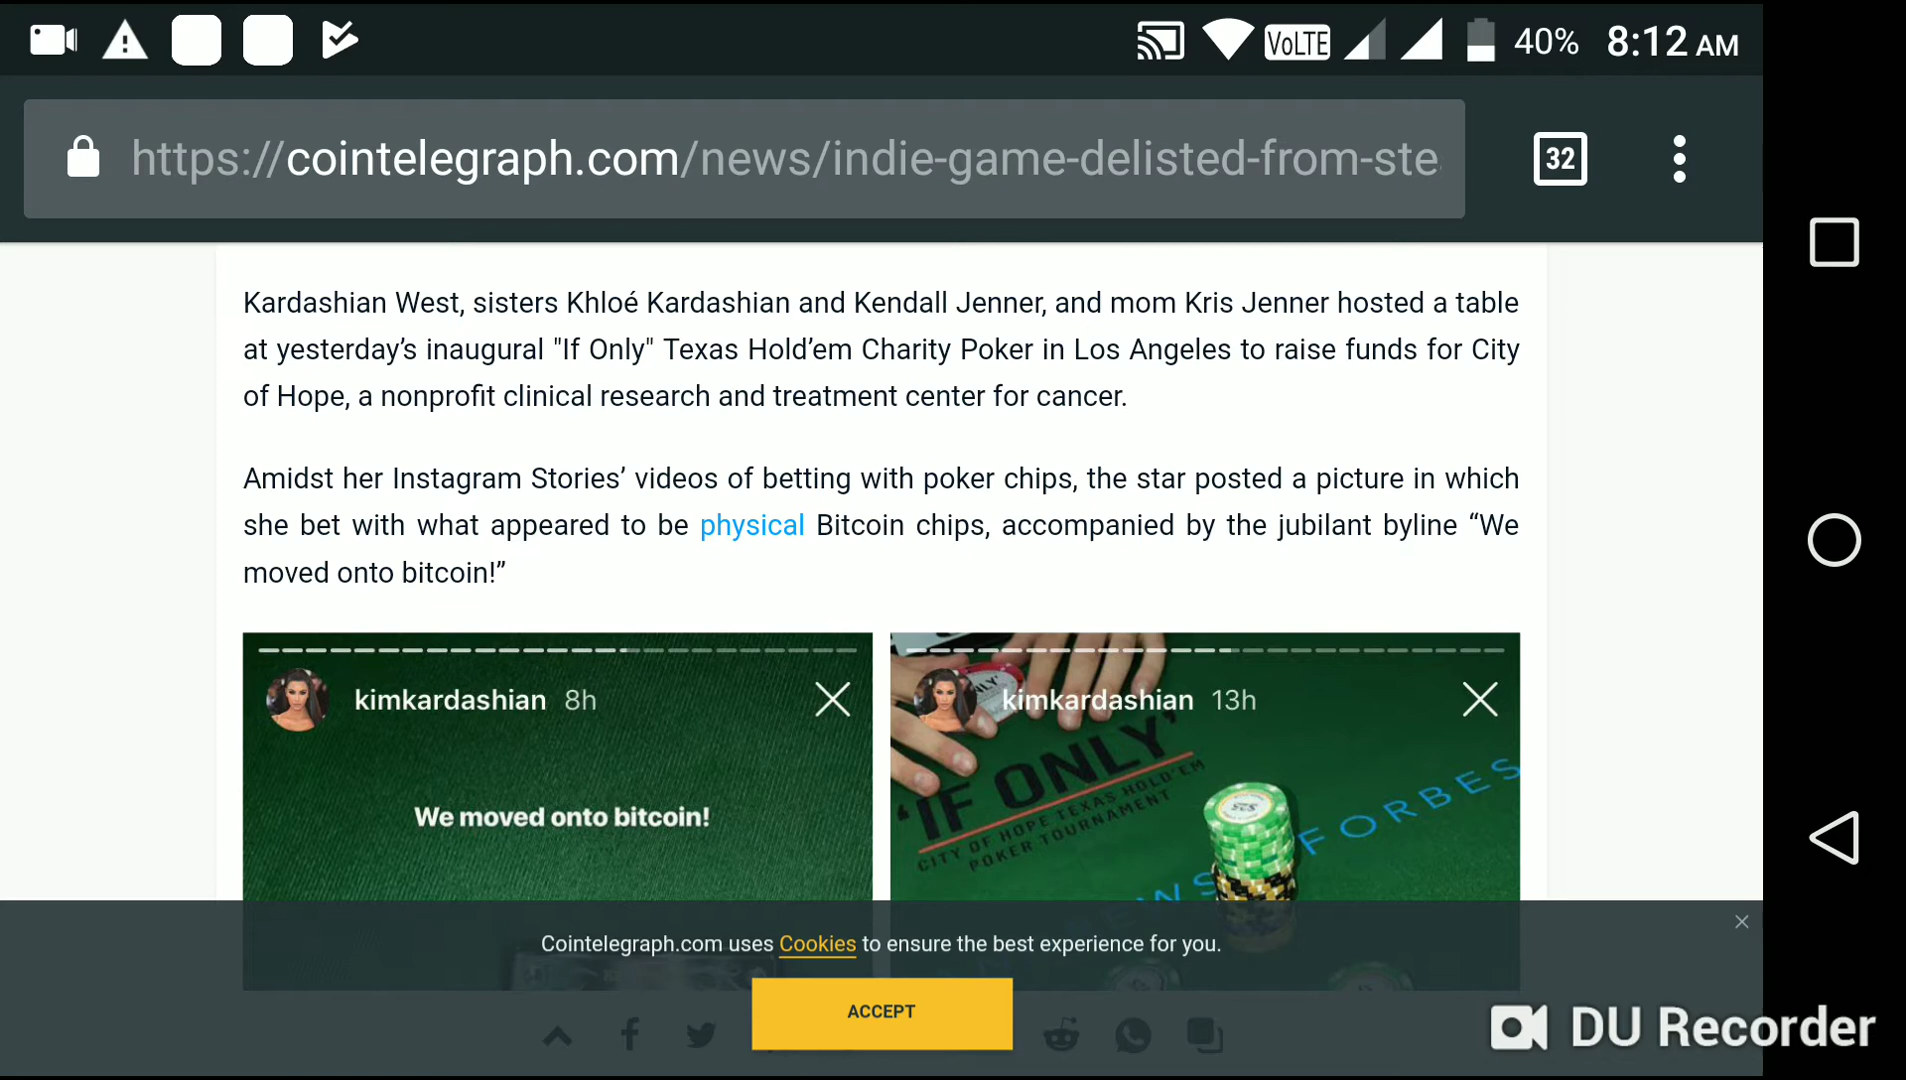 VoLTE 40% 8:12 AM
https://cointelegraph.com/news/indie-game-delisted-from-ste
32
Kardashian West, sisters Khloé Kardashian and Kendall Jenner, and mom Kris Jenner hosted a table
at yesterday’s inaugural "If Only" Texas Hold’em Charity Poker in Los Angeles to raise funds for City
of Hope, a nonprofit clinical research and treatment center for cancer.
Amidst her Instagram Stories’ videos of betting with poker chips, the star posted a picture in which
she bet with what appeared to be physical Bitcoin chips, accompanied by the jubilant byline “We
moved onto bitcoin!”
kimkardashian 8h
We moved onto bitcoin!
kimkardashian 13h
'IF ONLY'
CITY OF HOPE TEXAS HOLD'EM
POKER TOURNAMENT
FORBES
Cointelegraph.com uses Cookies to ensure the best experience for you.
ACCEPT
DU Recorder